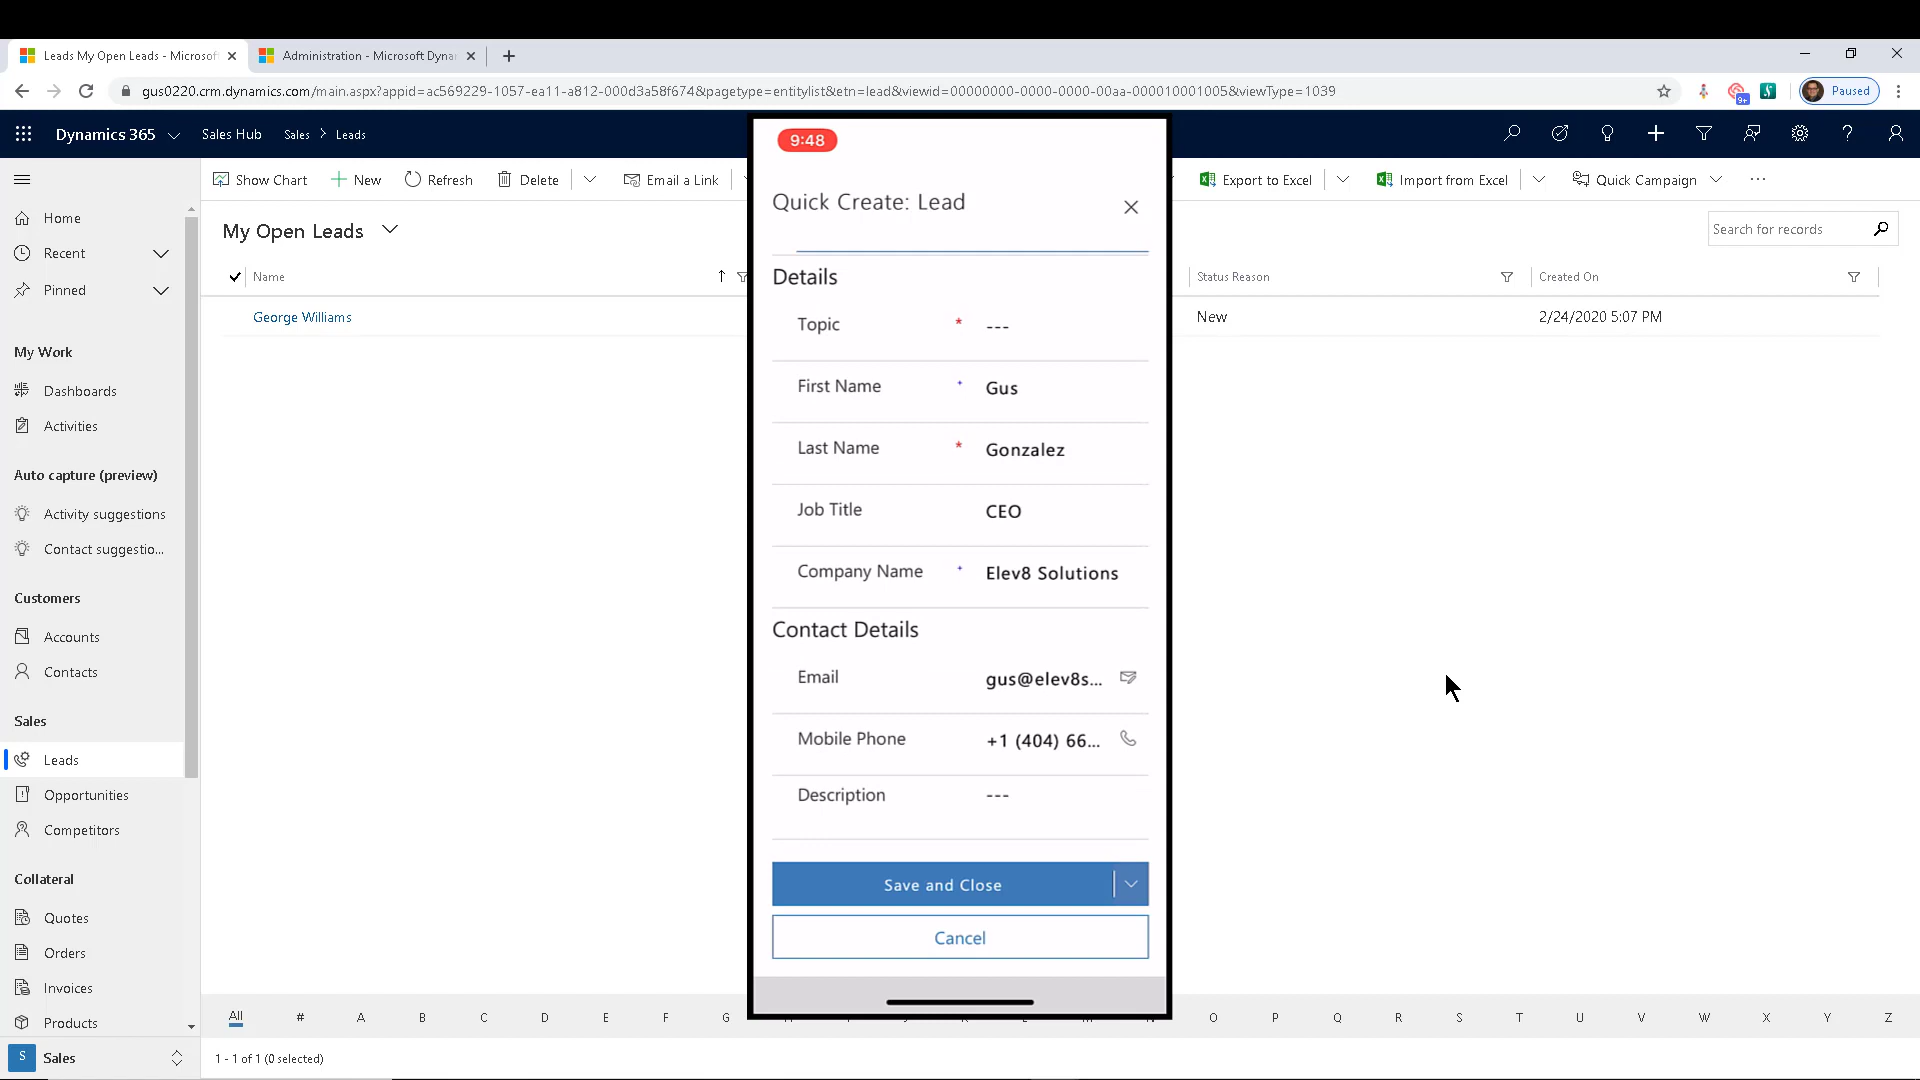 Leads My Open Leads - Microsof
Administration - Microsoft Dynar
gus0220.crm.dynamics.com/main.aspx?appid=ac569229-1057-ea11-a812-000d3a58f674&pagetype=entitylist&etn=lead&viewid=00000000-0000-0000-00aa-000010001005&viewType=1039
9+
Paused
Dynamics 365
Sales Hub
Sales > Leads
Show Chart
New
Refresh
Delete
Email a Link
Export to Excel
Import from Excel
Quick Campaign
My Open Leads
Search for records
Name
Status Reason
Created On
George Williams
New
2/24/2020 5:07 PM
Home
Recent
Pinned
My Work
Dashboards
Activities
Auto capture (preview)
Activity suggestions
Contact suggestio...
Customers
Accounts
Contacts
Sales
Leads
Opportunities
Competitors
Collateral
Quotes
Orders
Invoices
Products
S Sales
9:48
Quick Create: Lead
Details
Topic * ---
First Name + Gus
Last Name * Gonzalez
Job Title CEO
Company Name + Elev8 Solutions
Contact Details
Email gus@elev8s...
Mobile Phone +1 (404) 66...
Description ---
Save and Close
Cancel
All # A B C D E F G O P Q R S T U V W X Y Z
1 - 1 of 1 (0 selected)